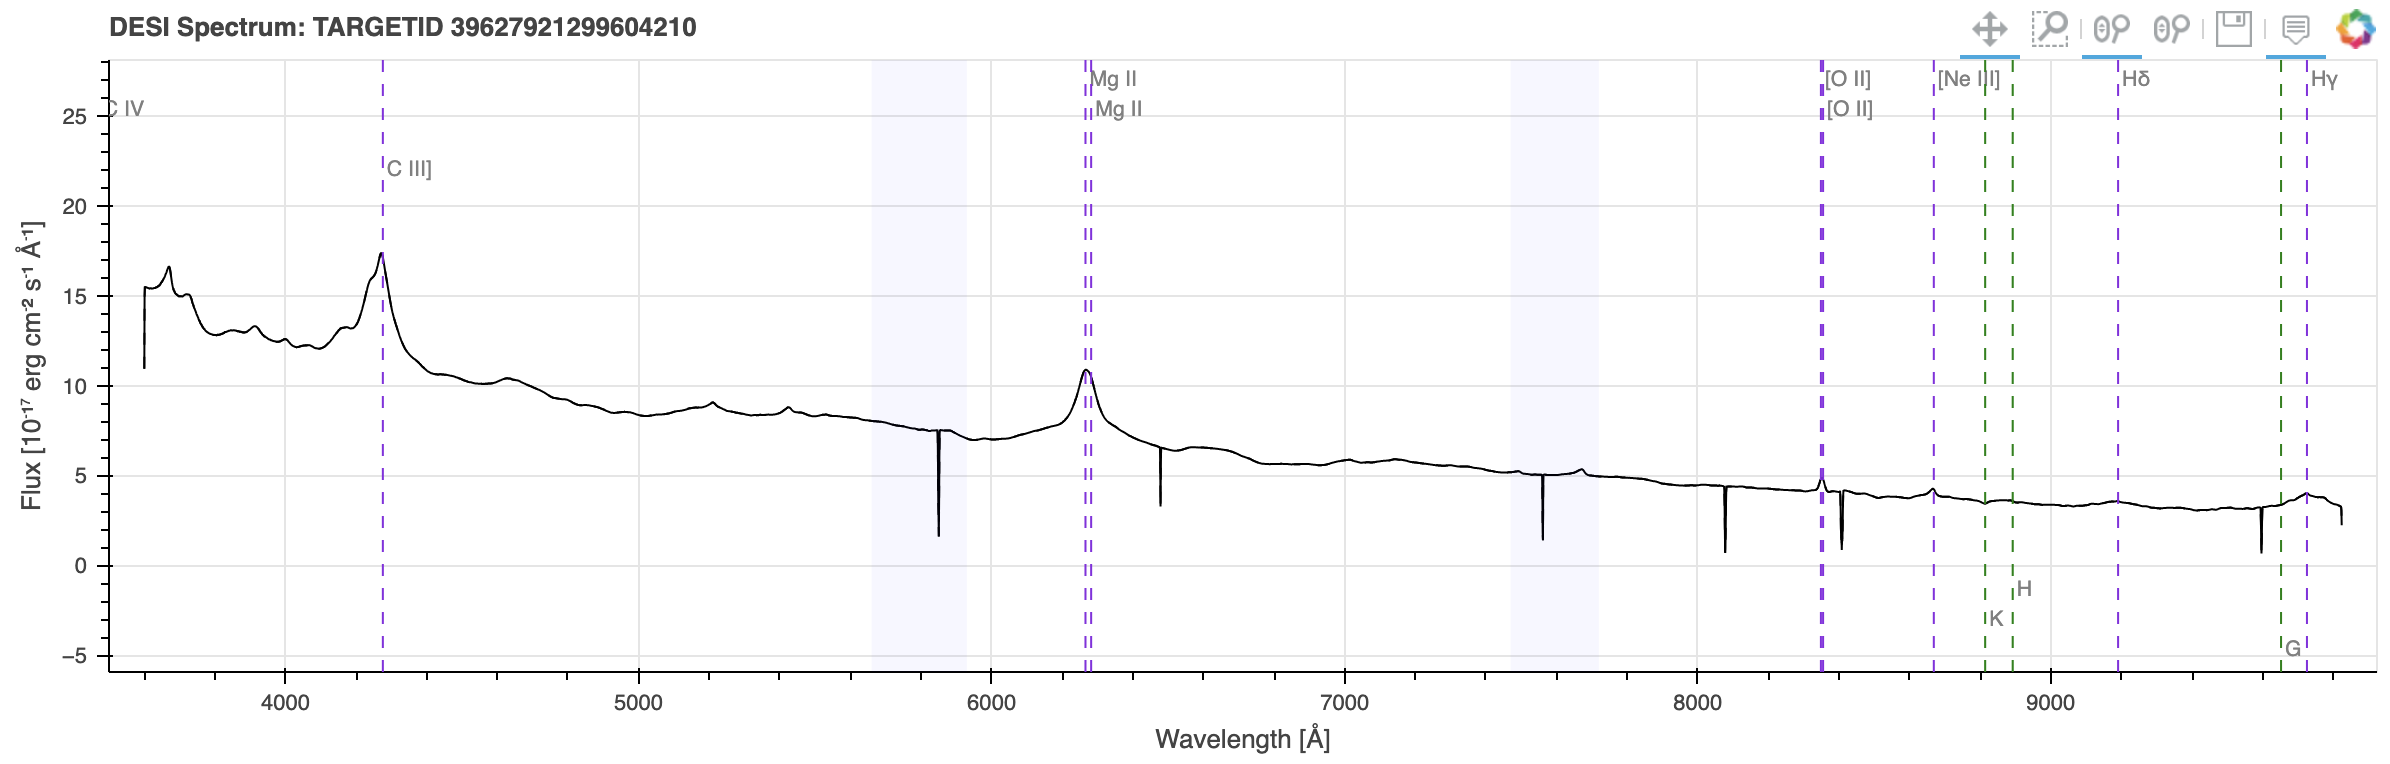 DESI Spectrum: TARGETID 39627921299604210
C IV
C III]
Mg II
Mg II
[O II]
[O II]
[Ne III]
Hδ
Hγ
H
K
G
25
20
15
10
5
0
−5
Flux [10⁻¹⁷ erg cm⁻² s⁻¹ Å⁻¹]
4000 5000 6000 7000 8000 9000
Wavelength [Å]